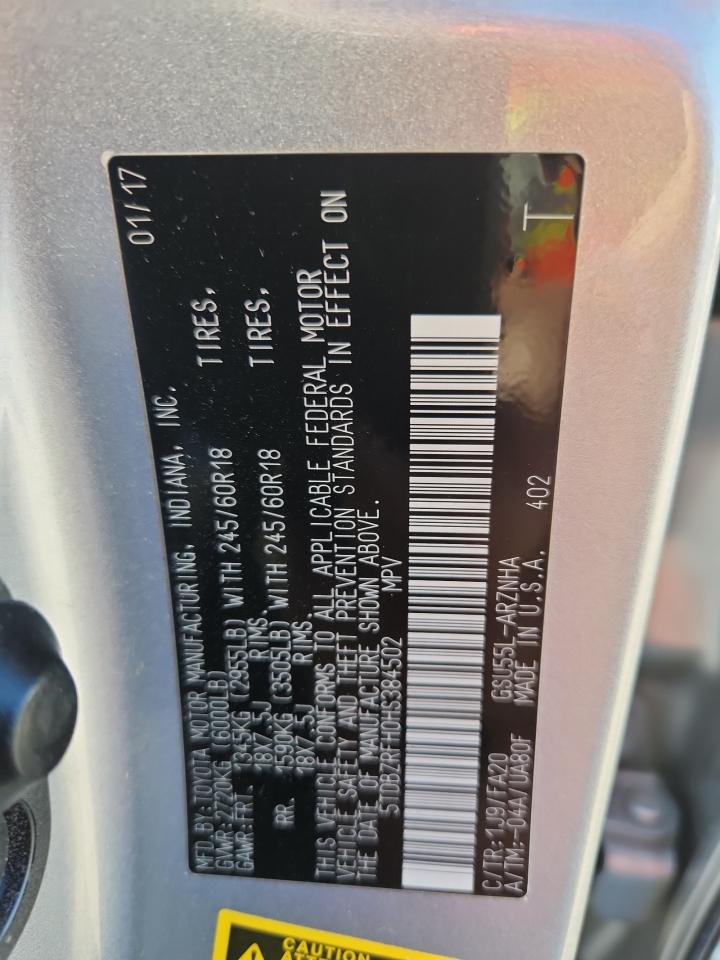 MFD. BY: TOYOTA MOTOR MANUFACTURING, INDIANA, INC. 01/17
GVWR: 2720KG (6000LB)
GAWR: FRT. 1345KG (2955LB) WITH 245/60R18 TIRES,
18X7.5J RIMS,
RR. 1590KG (3505LB) WITH 245/60R18 TIRES,
18X7.5J RIMS
THIS VEHICLE CONFORMS TO ALL APPLICABLE FEDERAL MOTOR
VEHICLE SAFETY AND THEFT PREVENTION STANDARDS IN EFFECT ON
THE DATE OF MANUFACTURE SHOWN ABOVE.
5TDBZRFH0HS384502 MPV
C/TR: 1J9/FA20 GSU55L-ARZNHA
A/TM:-04A/UA80F MADE IN U.S.A. 402
T
CAUTION